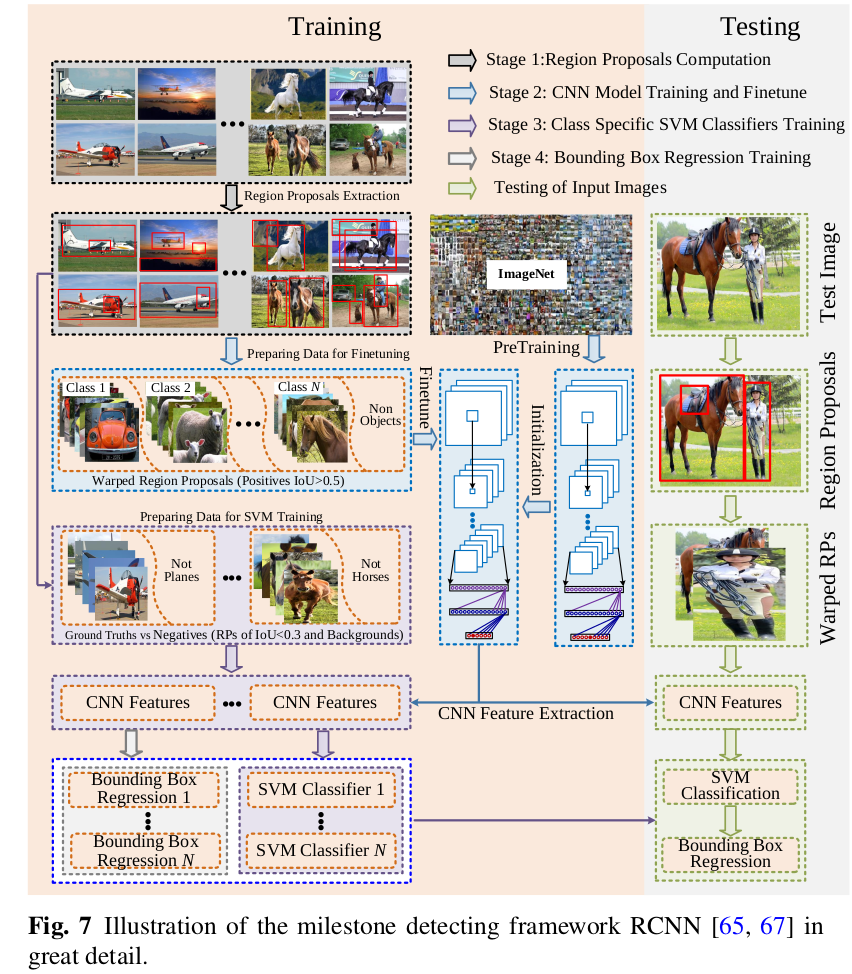 Training
Testing
Stage 1:Region Proposals Computation
Stage 2: CNN Model Training and Finetune
Stage 3: Class Specific SVM Classifiers Training
Stage 4: Bounding Box Regression Training
Testing of Input Images
Region Proposals Extraction
ImageNet
Test Image
Preparing Data for Finetuning
PreTraining
Class 1
Class 2
Class N
Non
Objects
Warped Region Proposals (Positives IoU>0.5)
Finetune
Initialization
Region Proposals
Preparing Data for SVM Training
Not
Planes
Not
Horses
Ground Truths vs Negatives (RPs of IoU<0.3 and Backgrounds)
Warped RPs
CNN Features
CNN Features
CNN Feature Extraction
CNN Features
Bounding Box
Regression 1
Bounding Box
Regression N
SVM Classifier 1
SVM Classifier N
SVM
Classification
Bounding Box
Regression
Fig. 7 Illustration of the milestone detecting framework RCNN [65, 67] in
great detail.